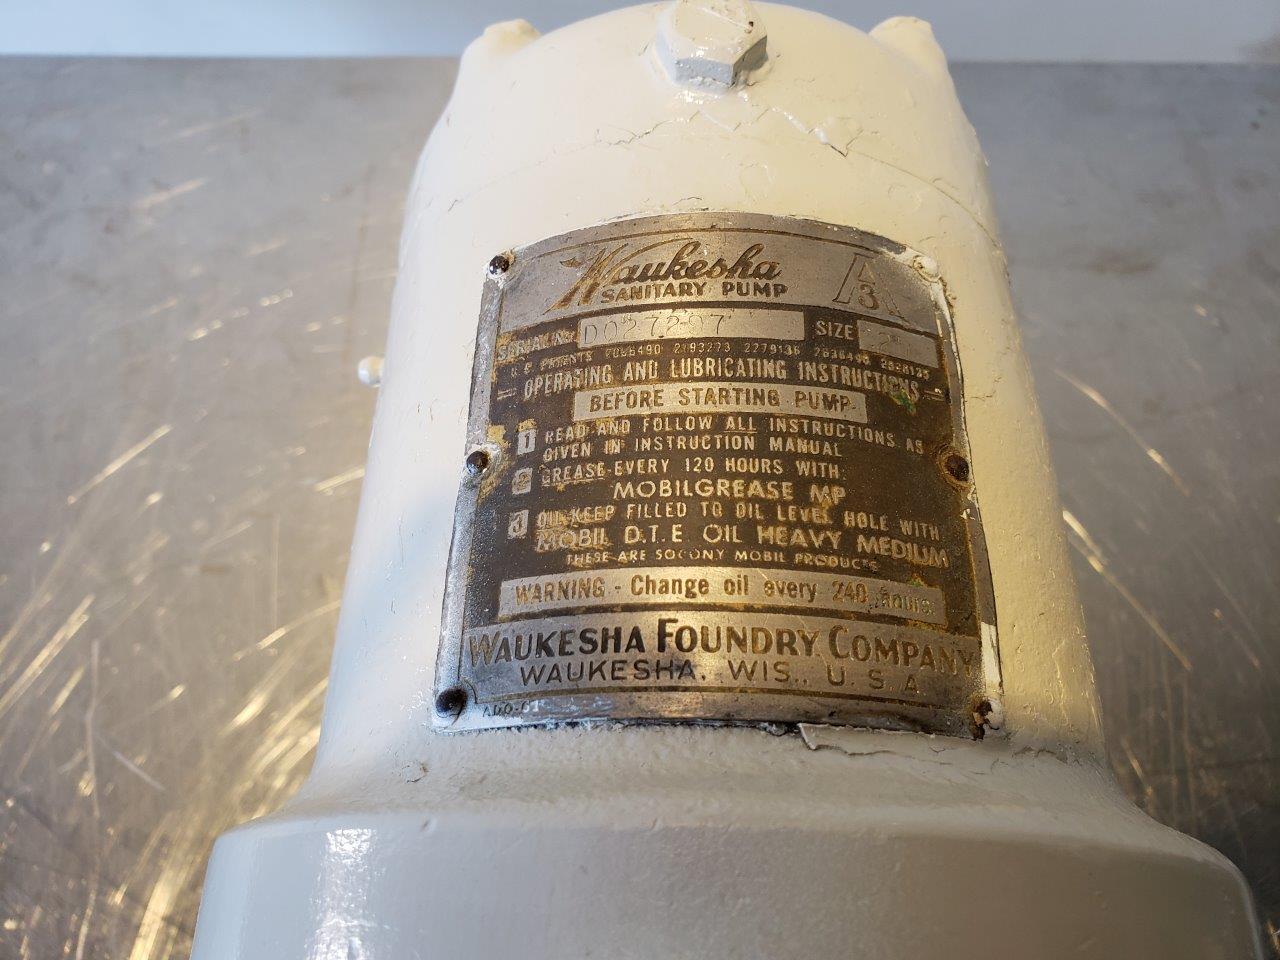 Waukesha
SANITARY PUMP
A 3
SERIAL No D027297 SIZE
U.S. PATENTS 2279136
OPERATING AND LUBRICATING INSTRUCTIONS
BEFORE STARTING PUMP
1 READ AND FOLLOW ALL INSTRUCTIONS AS
GIVEN IN INSTRUCTION MANUAL
2 GREASE EVERY 120 HOURS WITH:
MOBILGREASE MP
3 OIL-KEEP FILLED TO OIL LEVEL HOLE WITH
MOBIL D.T.E OIL HEAVY MEDIUM
THESE ARE SOCONY MOBIL PRODUCTS
WARNING - Change oil every 240 hours.
WAUKESHA FOUNDRY COMPANY
WAUKESHA, WIS., U.S.A.